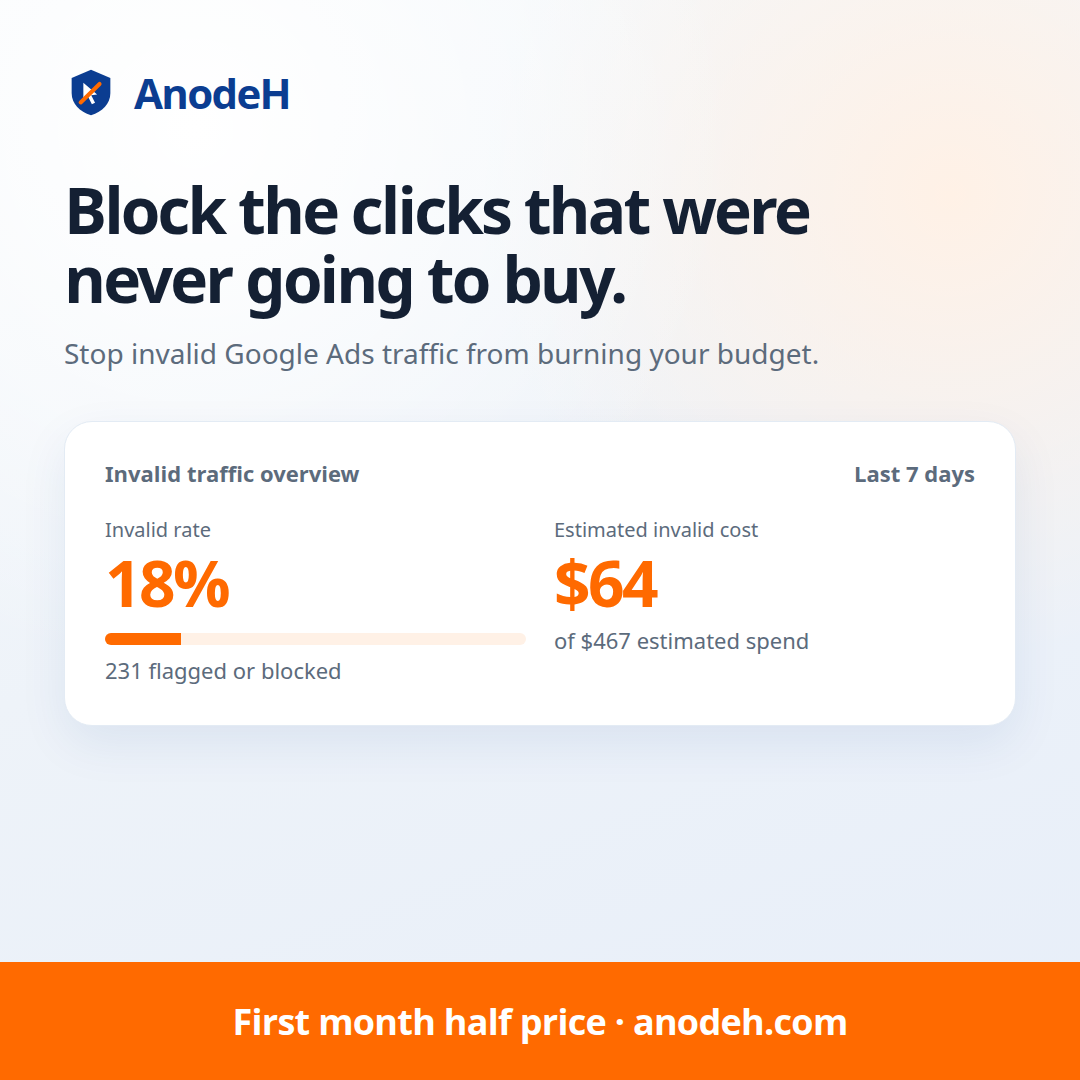 AnodeH
Block the clicks that were
never going to buy.
Stop invalid Google Ads traffic from burning your budget.
Invalid traffic overview
Last 7 days
Invalid rate
Estimated invalid cost
18%
$64
of $467 estimated spend
231 flagged or blocked
First month half price · anodeh.com